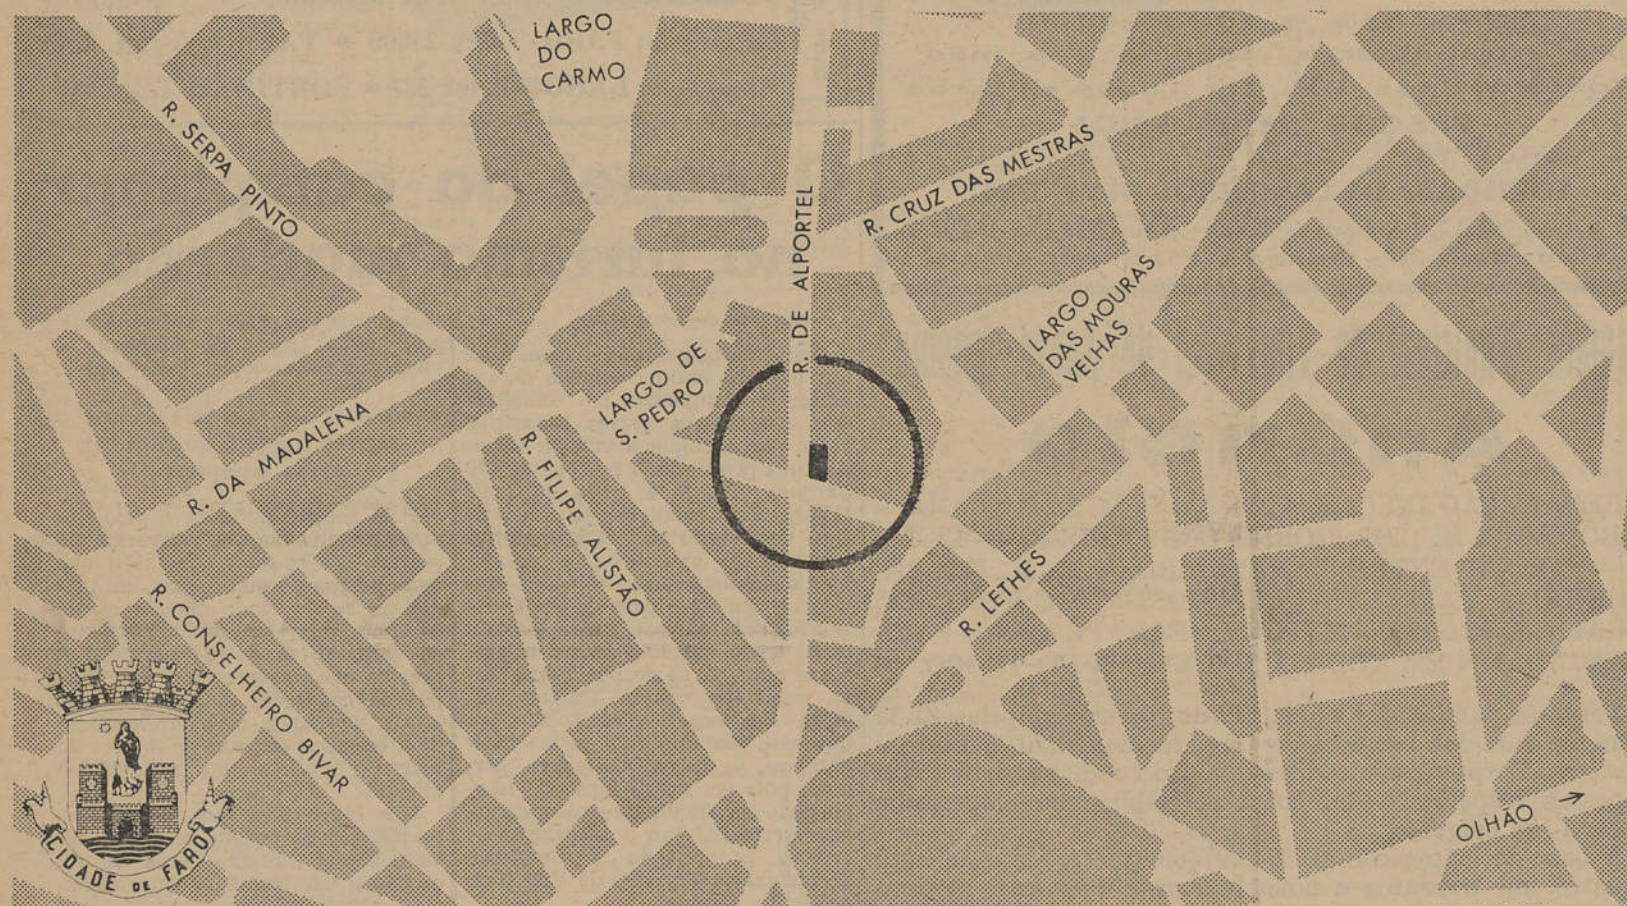 LARGO
DO
CARMO
R. SERPA PINTO
R. DE ALPORTEL
R. CRUZ DAS MESTRAS
LARGO
DAS MOURAS
VELHAS
LARGO DE
S. PEDRO
R. DA MADALENA
R. FILIPE ALISTÃO
R. LETHES
R. CONSELHEIRO BIVAR
OLHÃO →
CIDADE DE FARO